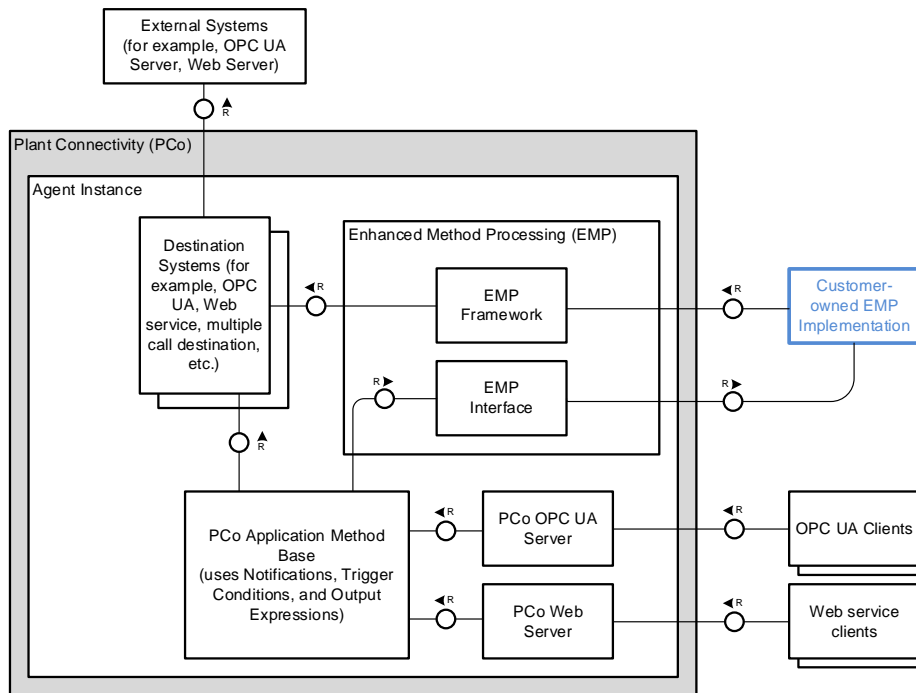 External Systems
(for example, OPC UA
Server, Web Server)
R
Plant Connectivity (PCo)
Agent Instance
Destination
Systems (for
example, OPC
UA, Web
service, multiple
call destination,
etc.)
R
Enhanced Method Processing (EMP)
EMP
Framework
R
Customer-
owned EMP
Implementation
R
EMP
Interface
R
R
PCo Application Method
Base
(uses Notifications, Trigger
Conditions, and Output
Expressions)
R
PCo OPC UA
Server
R
OPC UA Clients
R
PCo Web
Server
R
Web service
clients